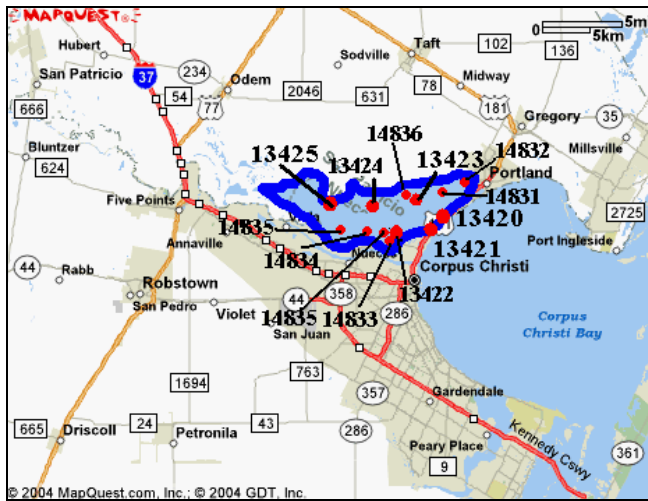 MAPQUEST®
0 5m
5km
Hubert
Sodville
Taft
102
136
San Patricio
37
234
Odem
78
Midway
54
77
2046
631
666
181
Gregory
35
14836
Bluntzer
13425
13424
13423
14832
Millsville
624
Portland
14831
Five Points
13420
2725
14835
Viola
Annaville
14834
13421
Port Ingleside
44
Rabb
Corpus Christi
Robstown
13422
San Pedro
Violet
44
358
14835
14833
286
San Juan
Corpus
Christi Bay
763
1694
357
Gardendale
665
24
43
286
Driscoll
Petronila
Peary Place
Kennedy Cswy
361
9
© 2004 MapQuest.com, Inc.; © 2004 GDT, Inc.